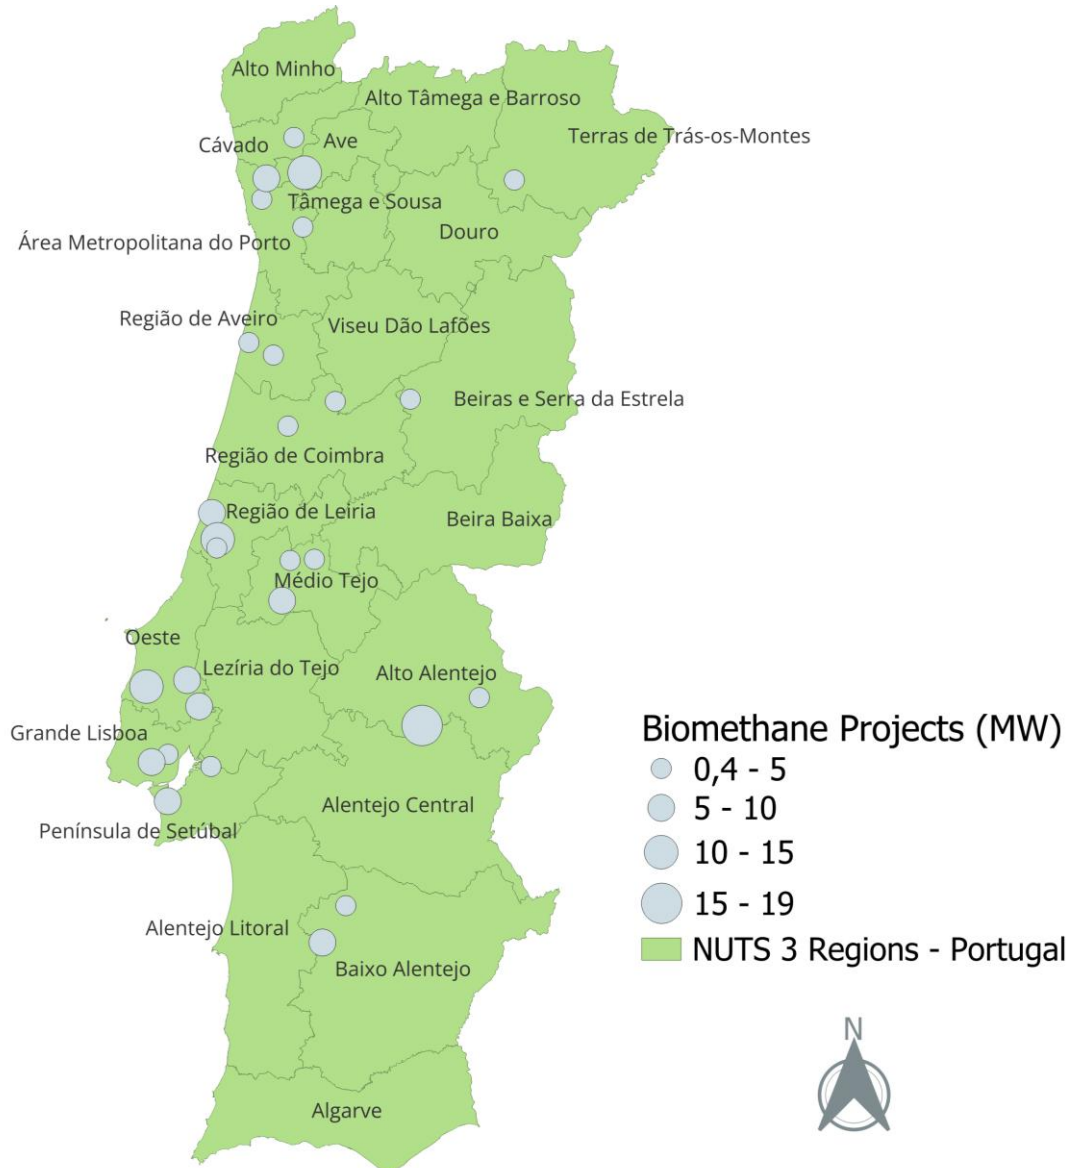 Alto Minho
Alto Tâmega e Barroso
Terras de Trás-os-Montes
Cávado
Ave
Tâmega e Sousa
Douro
Área Metropolitana do Porto
Região de Aveiro
Viseu Dão Lafões
Beiras e Serra da Estrela
Região de Coimbra
Região de Leiria
Beira Baixa
Médio Tejo
Oeste
Lezíria do Tejo
Alto Alentejo
Grande Lisboa
Alentejo Central
Península de Setúbal
Alentejo Litoral
Baixo Alentejo
Algarve
Biomethane Projects (MW)
0,4 - 5
5 - 10
10 - 15
15 - 19
NUTS 3 Regions - Portugal
N